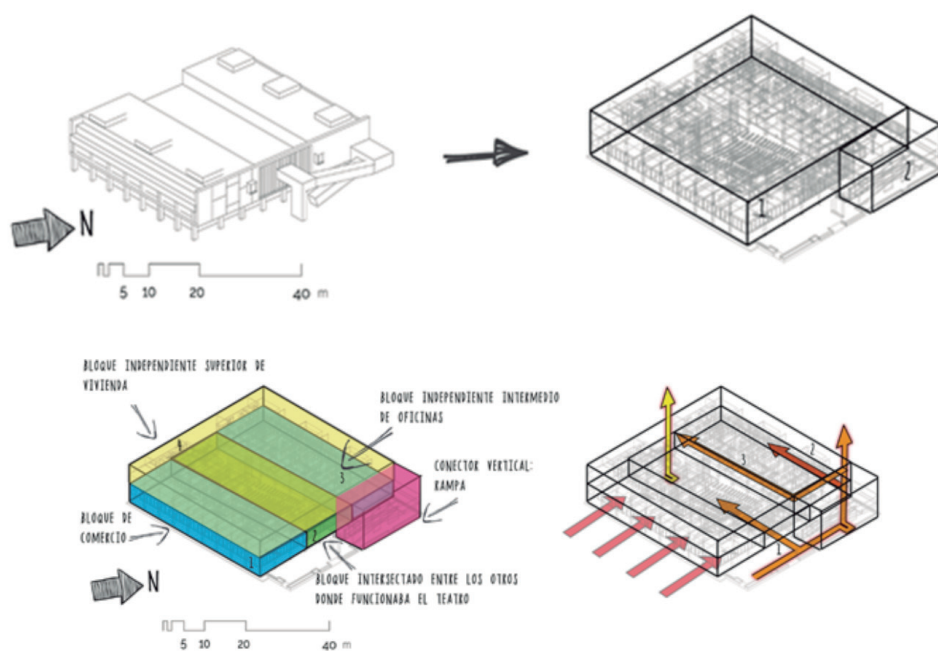 1
2
N
5 10 20 40 m
BLOQUE INDEPENDIENTE SUPERIOR DE
VIVIENDA
BLOQUE INDEPENDIENTE INTERMEDIO
DE OFICINAS
CONECTOR VERTICAL:
RAMPA
BLOQUE DE
COMERCIO
BLOQUE INTERSECTADO ENTRE LOS OTROS
DONDE FUNCIONABA EL TEATRO
4
3
2
1
N
5 10 20 40 m
2
3
1